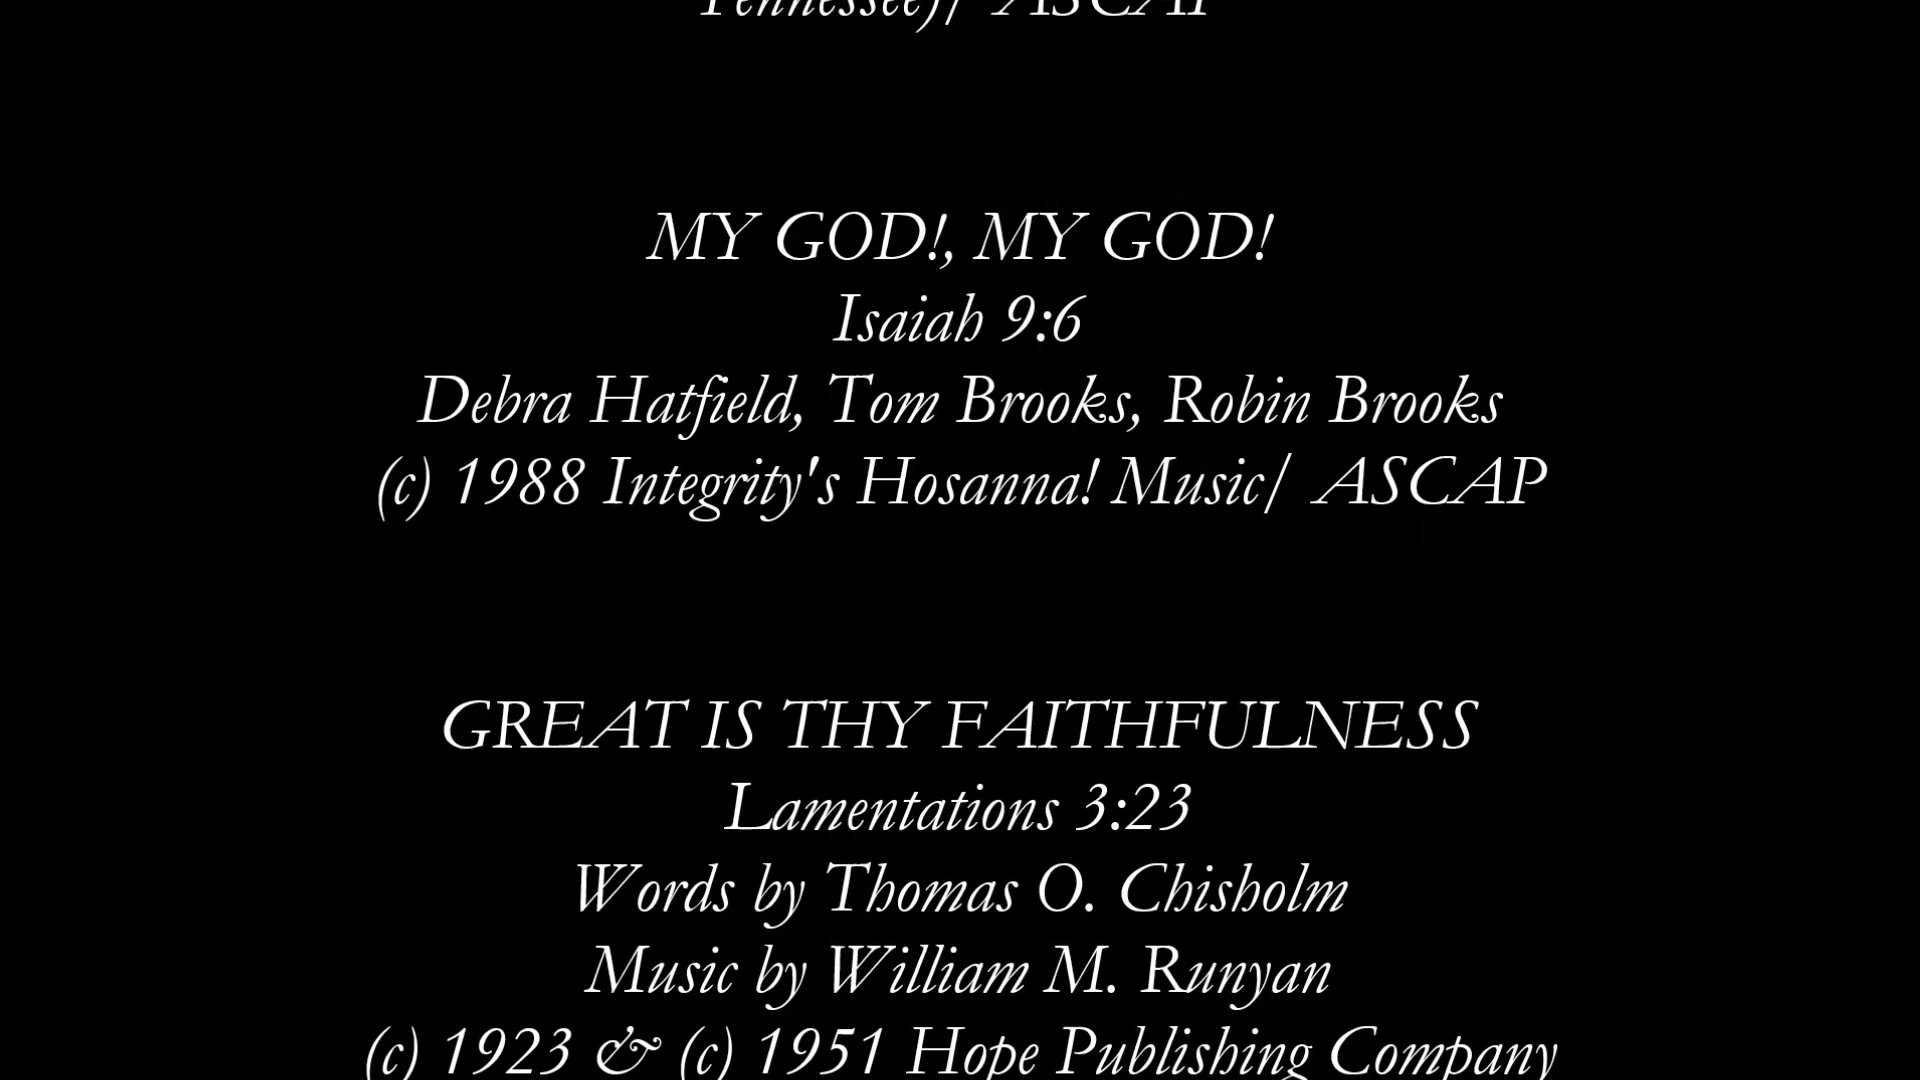 Tennessee)/ ASCAP
MY GOD!, MY GOD!
Isaiah 9:6
Debra Hatfield, Tom Brooks, Robin Brooks
(c) 1988 Integrity's Hosanna! Music/ ASCAP
GREAT IS THY FAITHFULNESS
Lamentations 3:23
Words by Thomas O. Chisholm
Music by William M. Runyan
(c) 1923 & (c) 1951 Hope Publishing Company